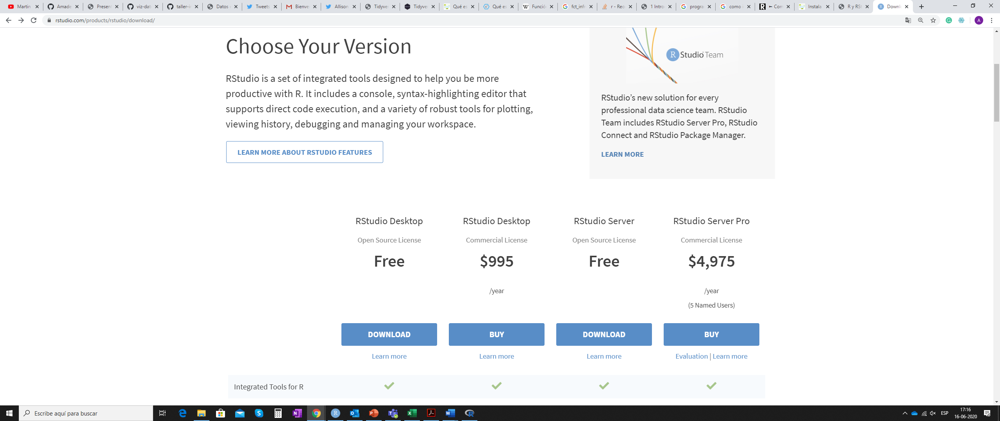 Martin
Amade
Present
viz-dat
taller-i
Datos
Tweets
Bienve
Allison
Tidyver
Tidyver
Qué es
Qué es
Funció
fct_infr
r - Reo
1 Intro
progra
como i
Com
Instala
R y RSt
Downl
rstudio.com/products/rstudio/download/
A
Choose Your Version
RStudio is a set of integrated tools designed to help you be more
productive with R. It includes a console, syntax-highlighting editor that
supports direct code execution, and a variety of robust tools for plotting,
viewing history, debugging and managing your workspace.
LEARN MORE ABOUT RSTUDIO FEATURES
R Studio Team
RStudio’s new solution for every
professional data science team. RStudio
Team includes RStudio Server Pro, RStudio
Connect and RStudio Package Manager.
LEARN MORE
RStudio Desktop RStudio Desktop RStudio Server RStudio Server Pro
Open Source License Commercial License Open Source License Commercial License
Free $995 Free $4,975
/year /year
(5 Named Users)
DOWNLOAD BUY DOWNLOAD BUY
Learn more Learn more Learn more Evaluation | Learn more
Integrated Tools for R
Escribe aquí para buscar
ESP
17:16
16-06-2020